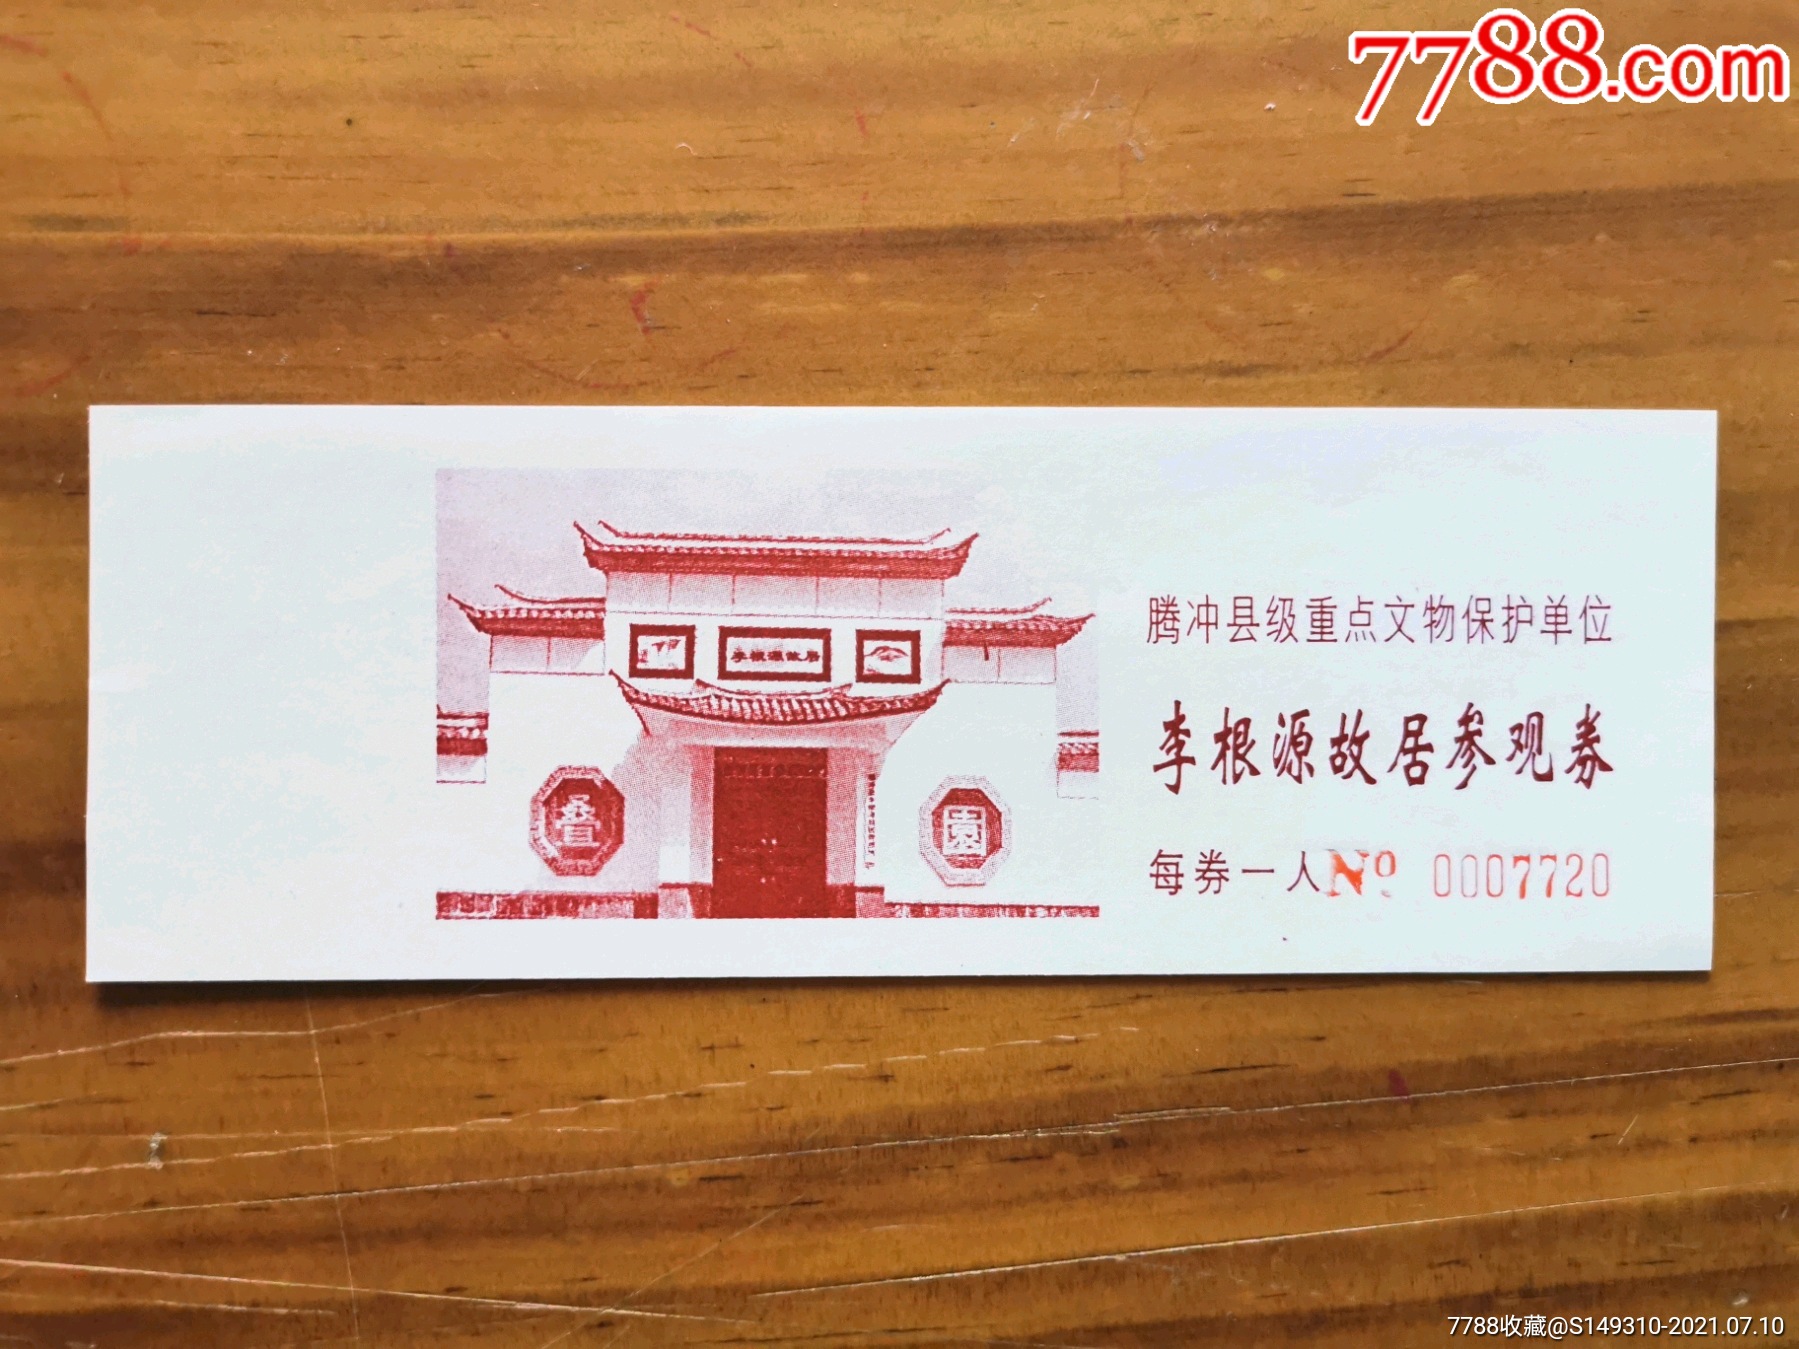 7788.com
李根源故居
叠
園
腾冲县级重点文物保护单位
李根源故居参观券
每券一人 Nº 0007720
7788收藏@S149310-2021.07.10